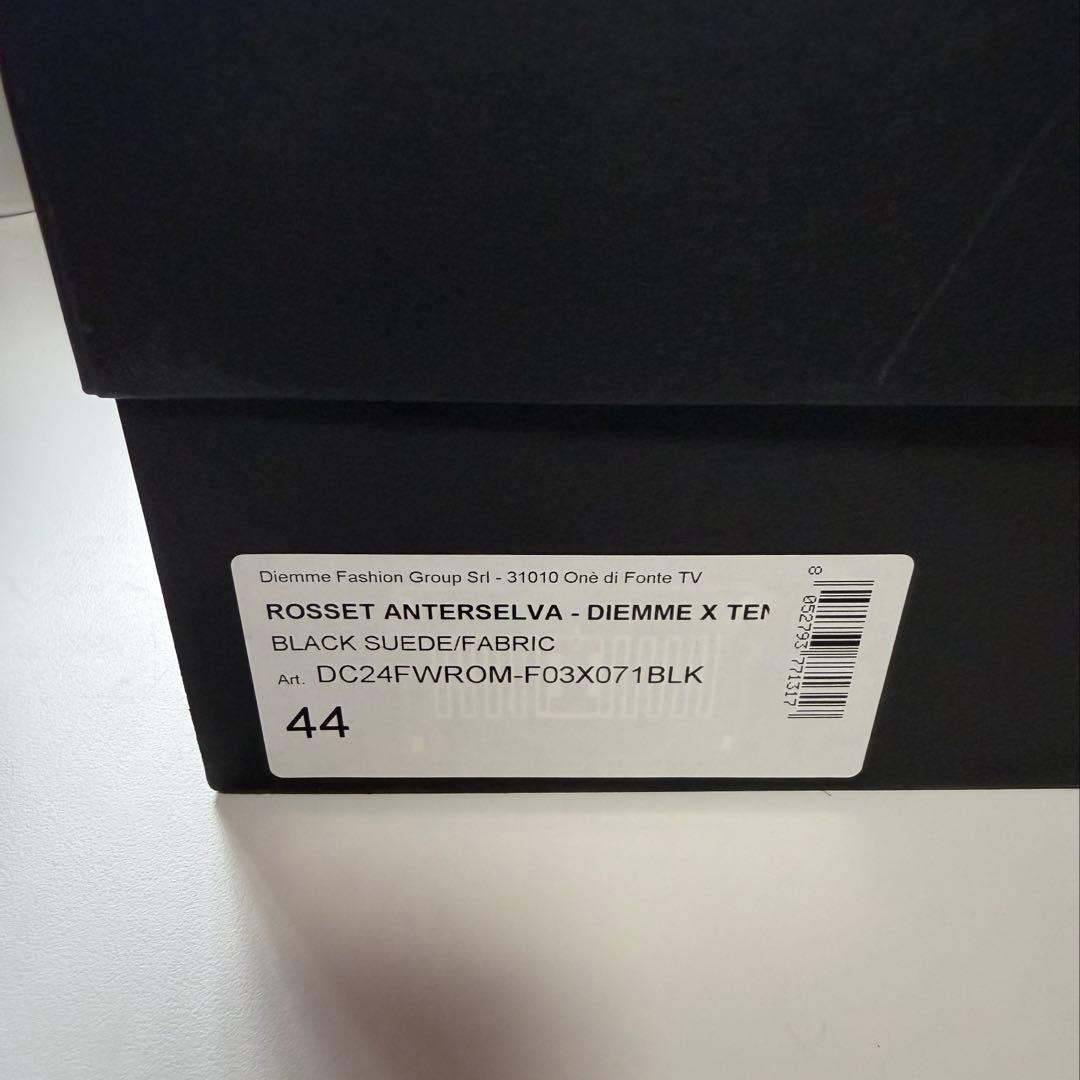 Diemme Fashion Group Srl - 31010 Onè di Fonte TV
ROSSET ANTERSELVA - DIEMME X TEN
BLACK SUEDE/FABRIC
Art. DC24FWROM-F03X071BLK
44
8 052793 771317